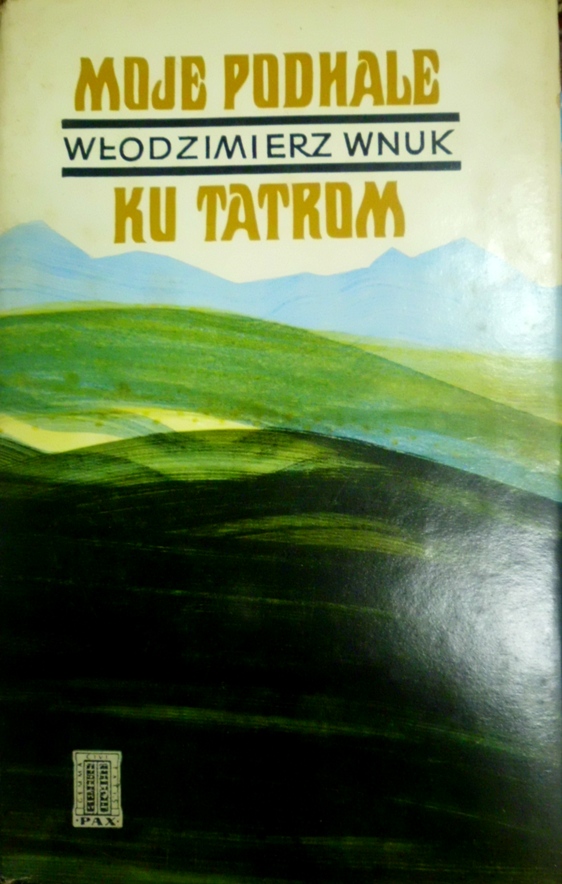 MOJE PODHALE
WŁODZIMIERZ WNUK
KU TATROM
PAX